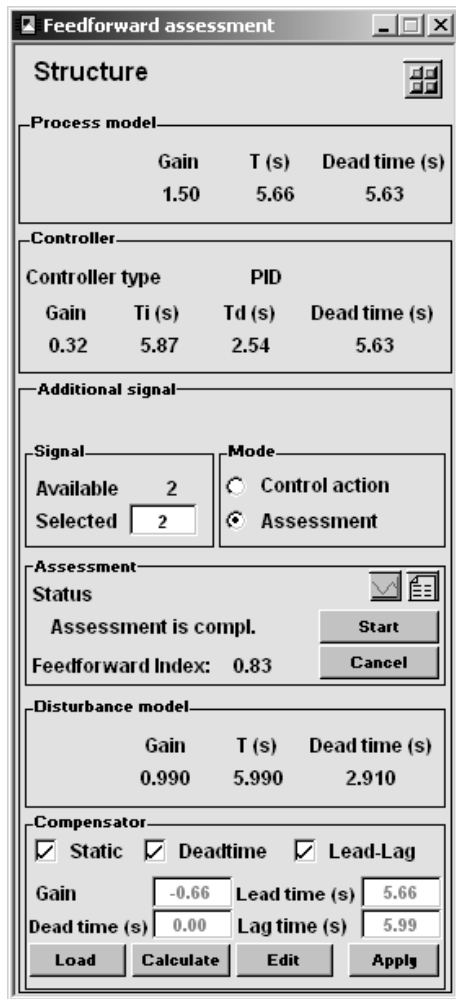 Feedforward assessment
Structure
Process model
Gain T (s) Dead time (s)
1.50 5.66 5.63
Controller
Controller type PID
Gain Ti (s) Td (s) Dead time (s)
0.32 5.87 2.54 5.63
Additional signal
Signal
Available 2
Selected 2
Mode
Control action
Assessment
Assessment
Status
Assessment is compl.
Start
Feedforward Index: 0.83
Cancel
Disturbance model
Gain T (s) Dead time (s)
0.990 5.990 2.910
Compensator
Static Deadtime Lead-Lag
Gain -0.66 Lead time (s) 5.66
Dead time (s) 0.00 Lag time (s) 5.99
Load Calculate Edit Apply